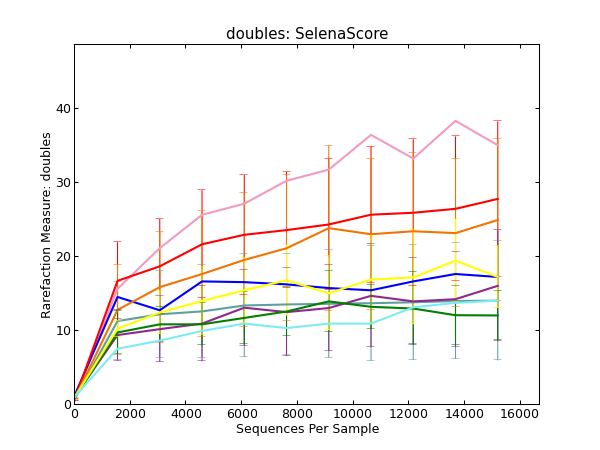 doubles: SelenaScore
Rarefaction Measure: doubles
40
30
20
10
0
0 2000 4000 6000 8000 10000 12000 14000 16000
Sequences Per Sample